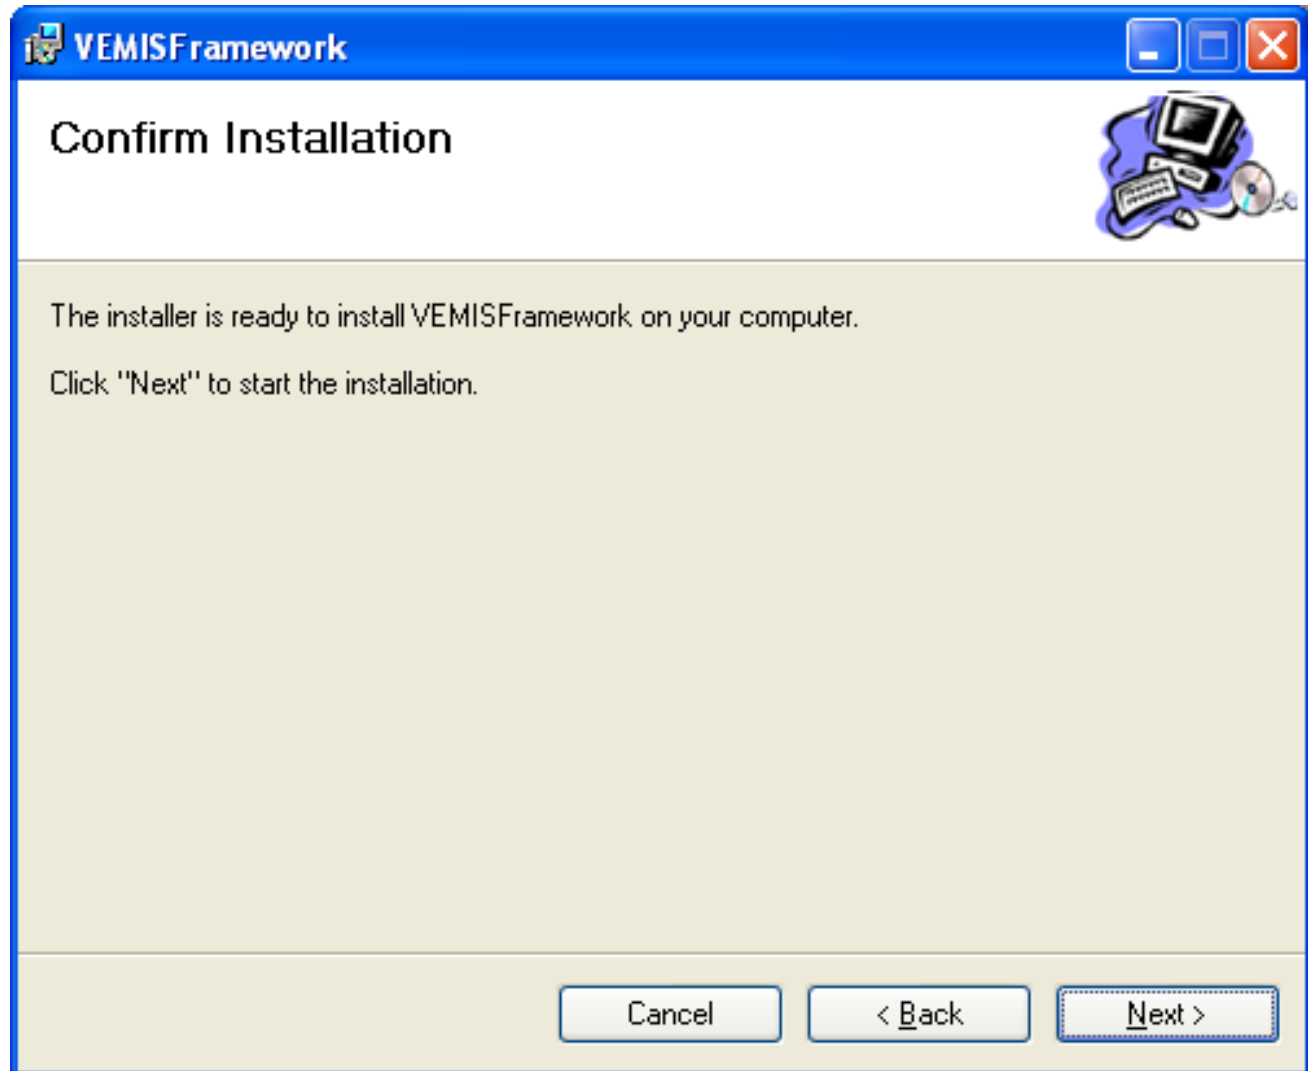 VEMISFramework
Confirm Installation
The installer is ready to install VEMISFramework on your computer.
Click "Next" to start the installation.
Cancel
< Back
Next >